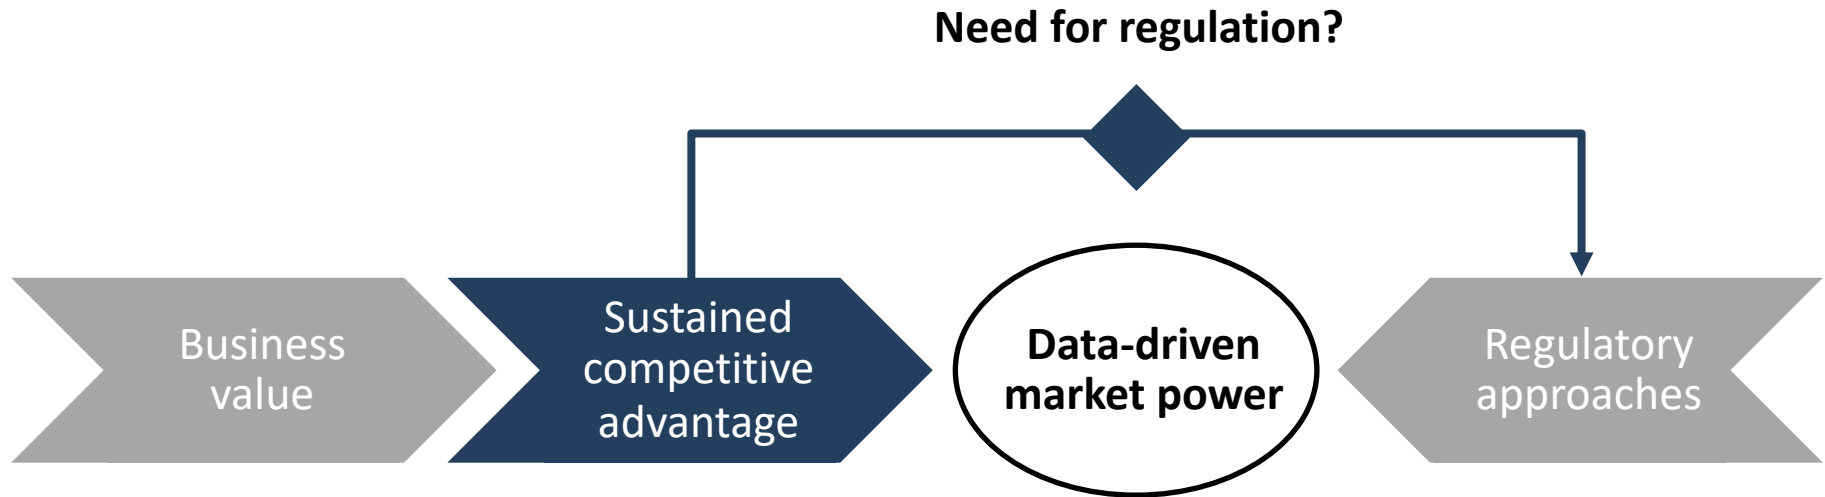 Need for regulation?
Business
value
Sustained
competitive
advantage
Data-driven
market power
Regulatory
approaches